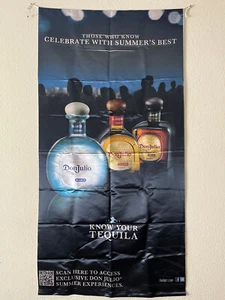 THOSE WHO KNOW
CELEBRATE WITH SUMMER'S BEST
Don Julio
Don Julio
KNOW YOUR
TEQUILA
SCAN HERE TO ACCESS
EXCLUSIVE DON JULIO®
SUMMER EXPERIENCES.